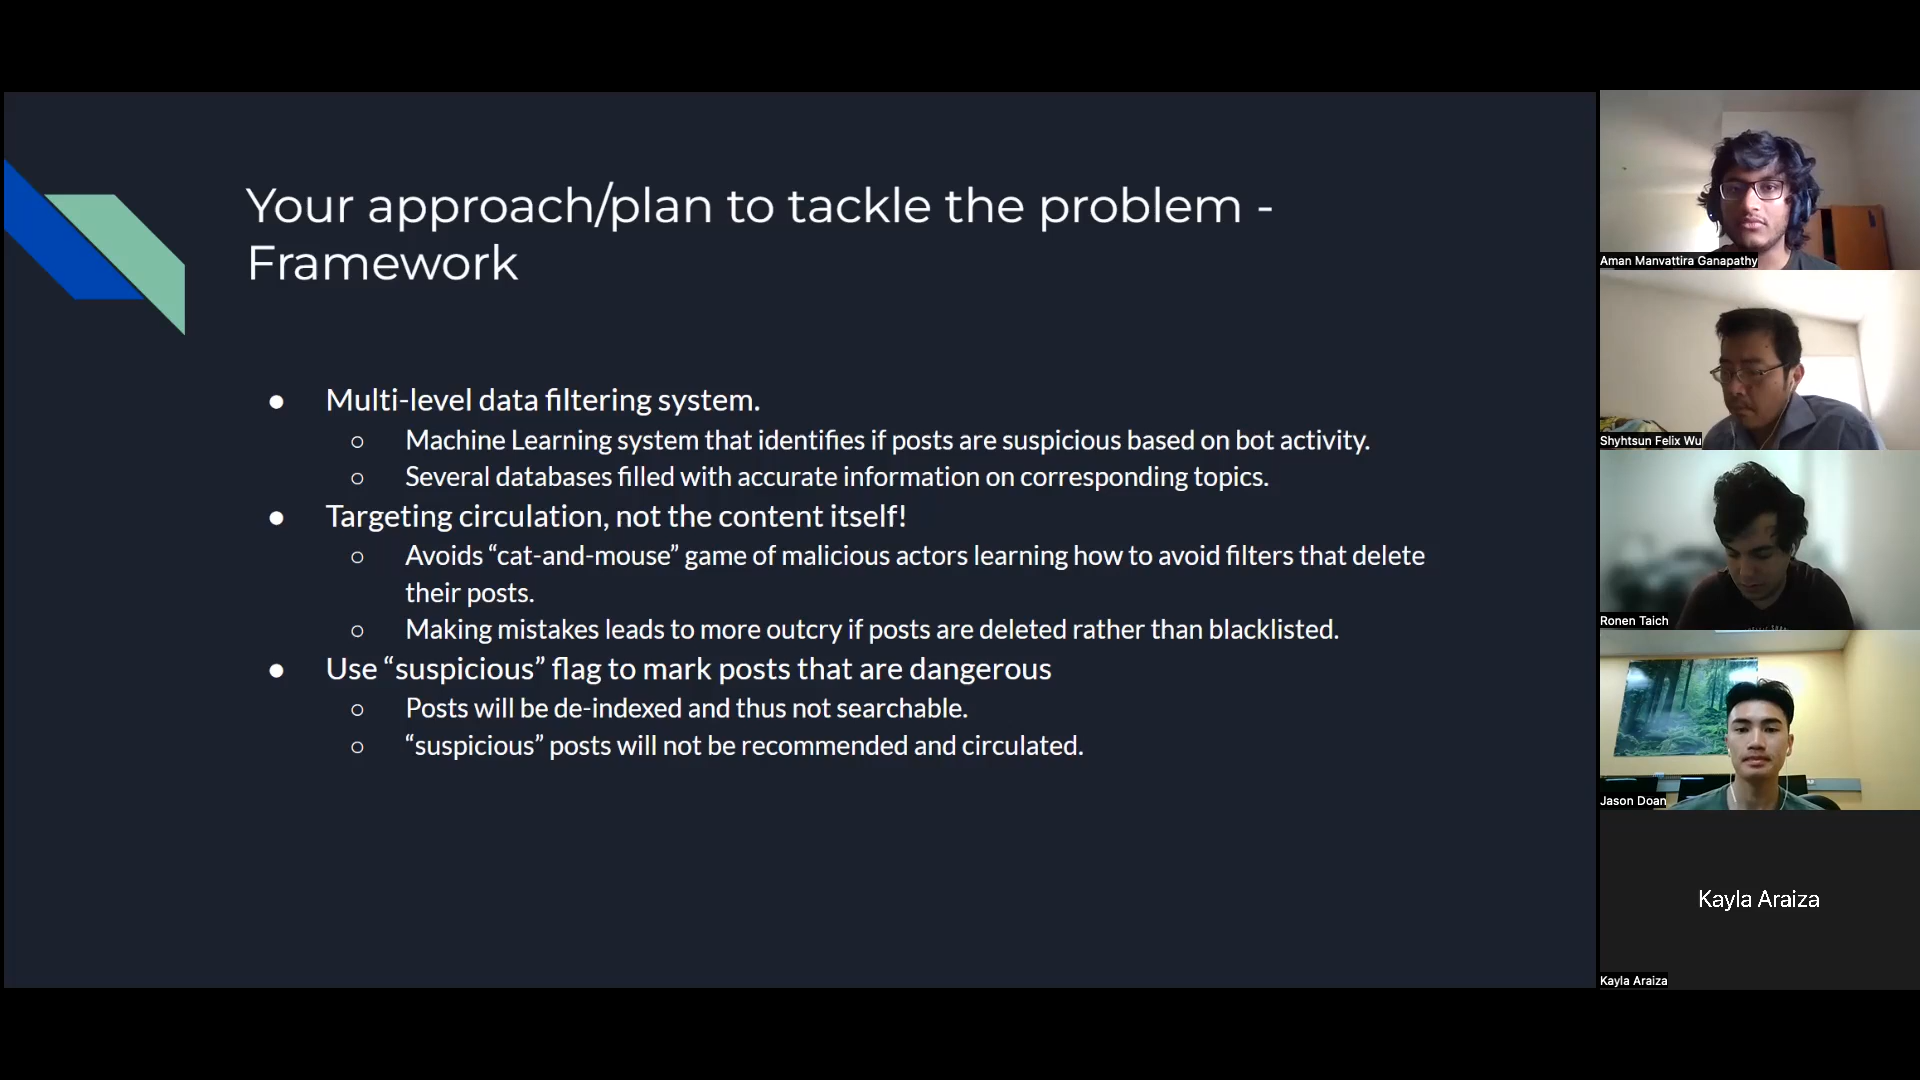 Your approach/plan to tackle the problem -
Framework
● Multi-level data filtering system.
○ Machine Learning system that identifies if posts are suspicious based on bot activity.
○ Several databases filled with accurate information on corresponding topics.
● Targeting circulation, not the content itself!
○ Avoids “cat-and-mouse” game of malicious actors learning how to avoid filters that delete
their posts.
○ Making mistakes leads to more outcry if posts are deleted rather than blacklisted.
● Use “suspicious” flag to mark posts that are dangerous
○ Posts will be de-indexed and thus not searchable.
○ “suspicious” posts will not be recommended and circulated.
Aman Manvattira Ganapathy
Shyhtsun Felix Wu
Ronen Taich
Jason Doan
Kayla Araiza
Kayla Araiza